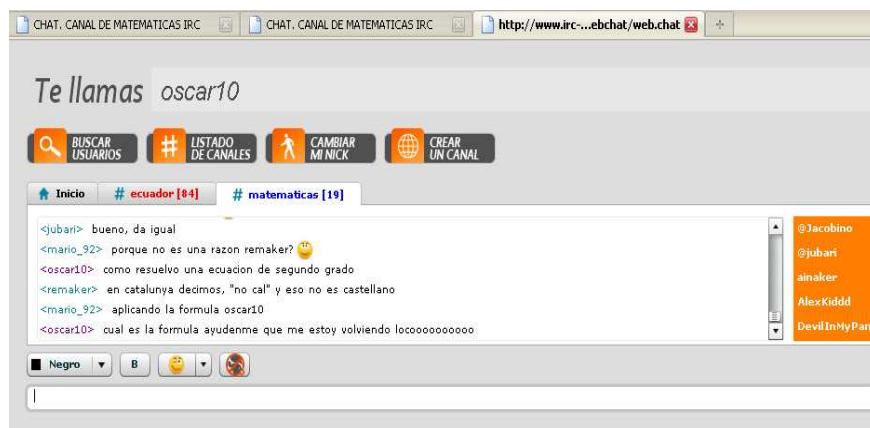 CHAT. CANAL DE MATEMATICAS IRC
CHAT. CANAL DE MATEMATICAS IRC
http://www.irc-...ebchat/web.chat
Te llamas oscar10
BUSCAR USUARIOS
LISTADO DE CANALES
CAMBIAR MI NICK
CREAR UN CANAL
Inicio
# ecuador [84]
# matematicas [19]
<jubari> bueno, da igual
<mario_92> porque no es una razon remaker?
<oscar10> como resuelvo una ecuacion de segundo grado
<remaker> en catalunya decimos, "no cal" y eso no es castellano
<mario_92> aplicando la formula oscar10
<oscar10> cual es la formula ayudenme que me estoy volviendo locoooooooooo
@Jacobino
@jubari
ainaker
AlexKiddd
DevilInMyPan
Negro
B